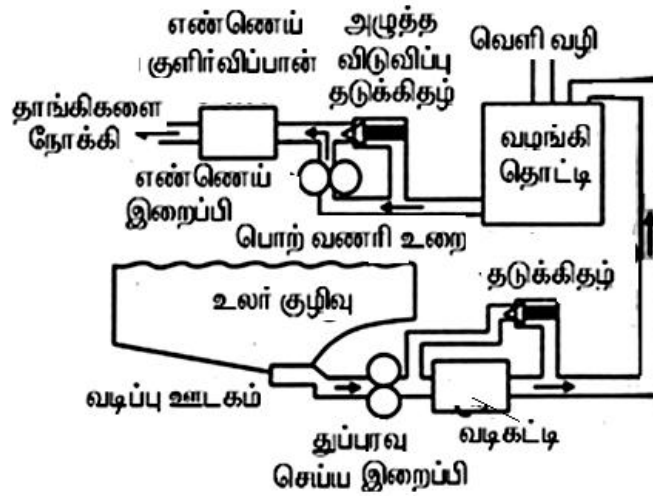 எண்ணெய்
குளிர்விப்பான்
அழுத்த
விடுவிப்பு
தடுக்கிதழ்
வெளி வழி
தாங்கிகளை
நோக்கி
வழங்கி
தொட்டி
எண்ணெய்
இறைப்பி
பொற் வணரி உறை
உலர் குழிவு
தடுக்கிதழ்
வடிப்பு ஊடகம்
துப்புரவு
செய்ய இறைப்பி
வடிகட்டி